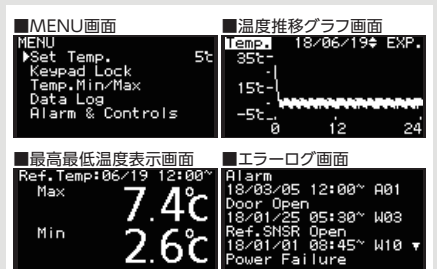 ■MENU画面
MENU
▶Set Temp. 5℃
Keypad Lock
Temp.Min/Max
Data Log
Alarm & Controls
■温度推移グラフ画面
Temp. 18/06/19 EXP.
35℃
15℃
-5℃
0 12 24
■最高最低温度表示画面
Ref.Temp:06/19 12:00~
Max
7.4℃
Min
2.6℃
■エラーログ画面
Alarm
18/03/05 12:00~ A01
Door Open
18/01/25 05:30~ W03
Ref.SNSR Open
18/01/01 08:45~ W10 ▼
Power Failure